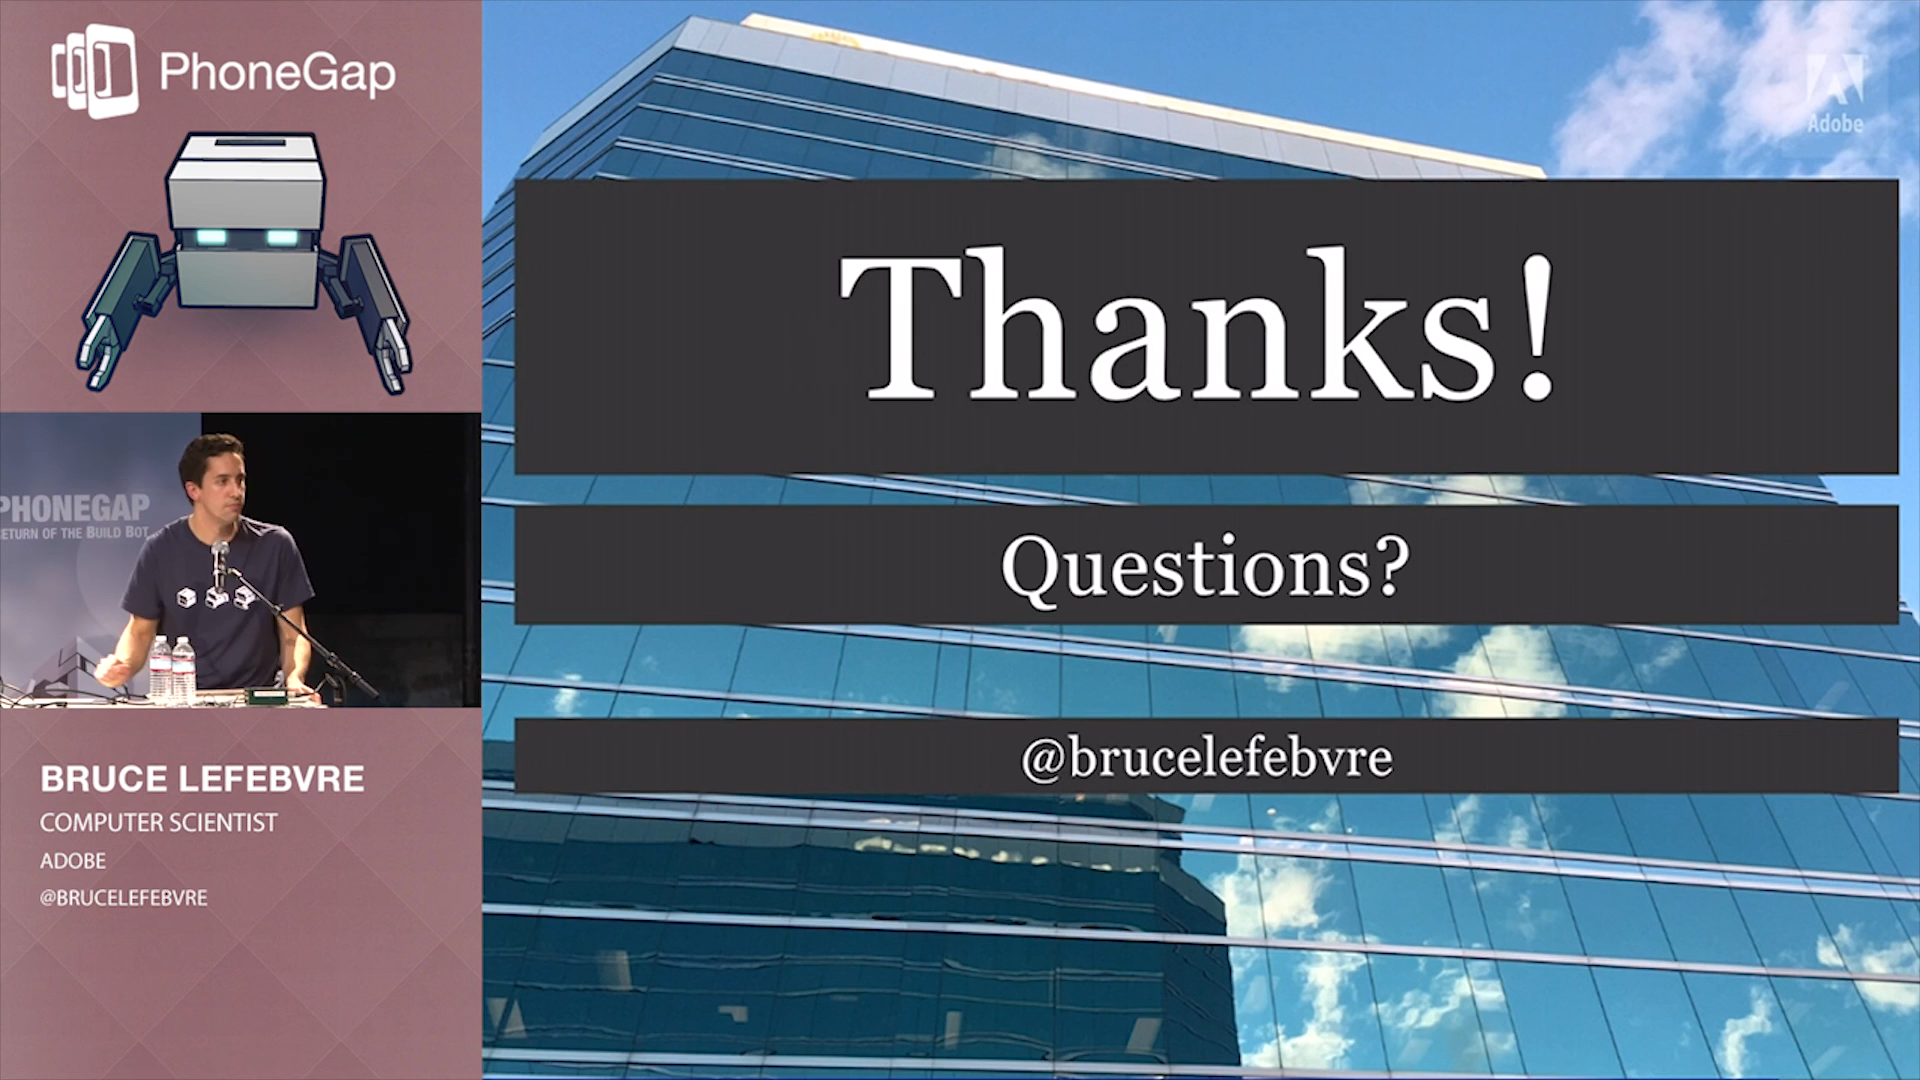 PhoneGap
PHONEGAP
ETURN OF THE BUILD BOT
BRUCE LEFEBVRE
COMPUTER SCIENTIST
ADOBE
@BRUCELEFEBVRE
Adobe
Thanks!
Questions?
@brucelefebvre